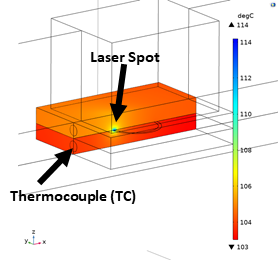 degC
114
Laser Spot
114
112
110
108
106
104
103
Thermocouple (TC)
z
y x